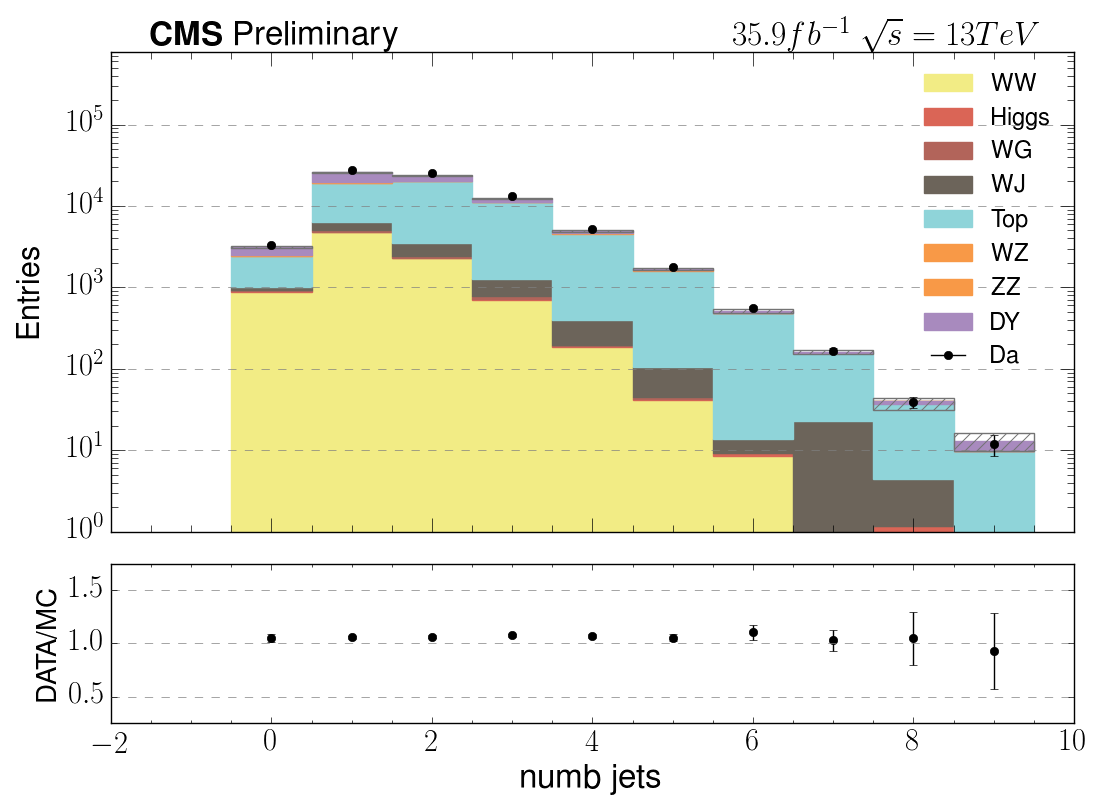 CMS Preliminary
35.9fb⁻¹ √s = 13TeV
Entries
10⁵
10⁴
10³
10²
10¹
10⁰
WW
Higgs
WG
WJ
Top
WZ
ZZ
DY
Da
DATA/MC
1.5
1.0
0.5
−2 0 2 4 6 8 10
numb jets